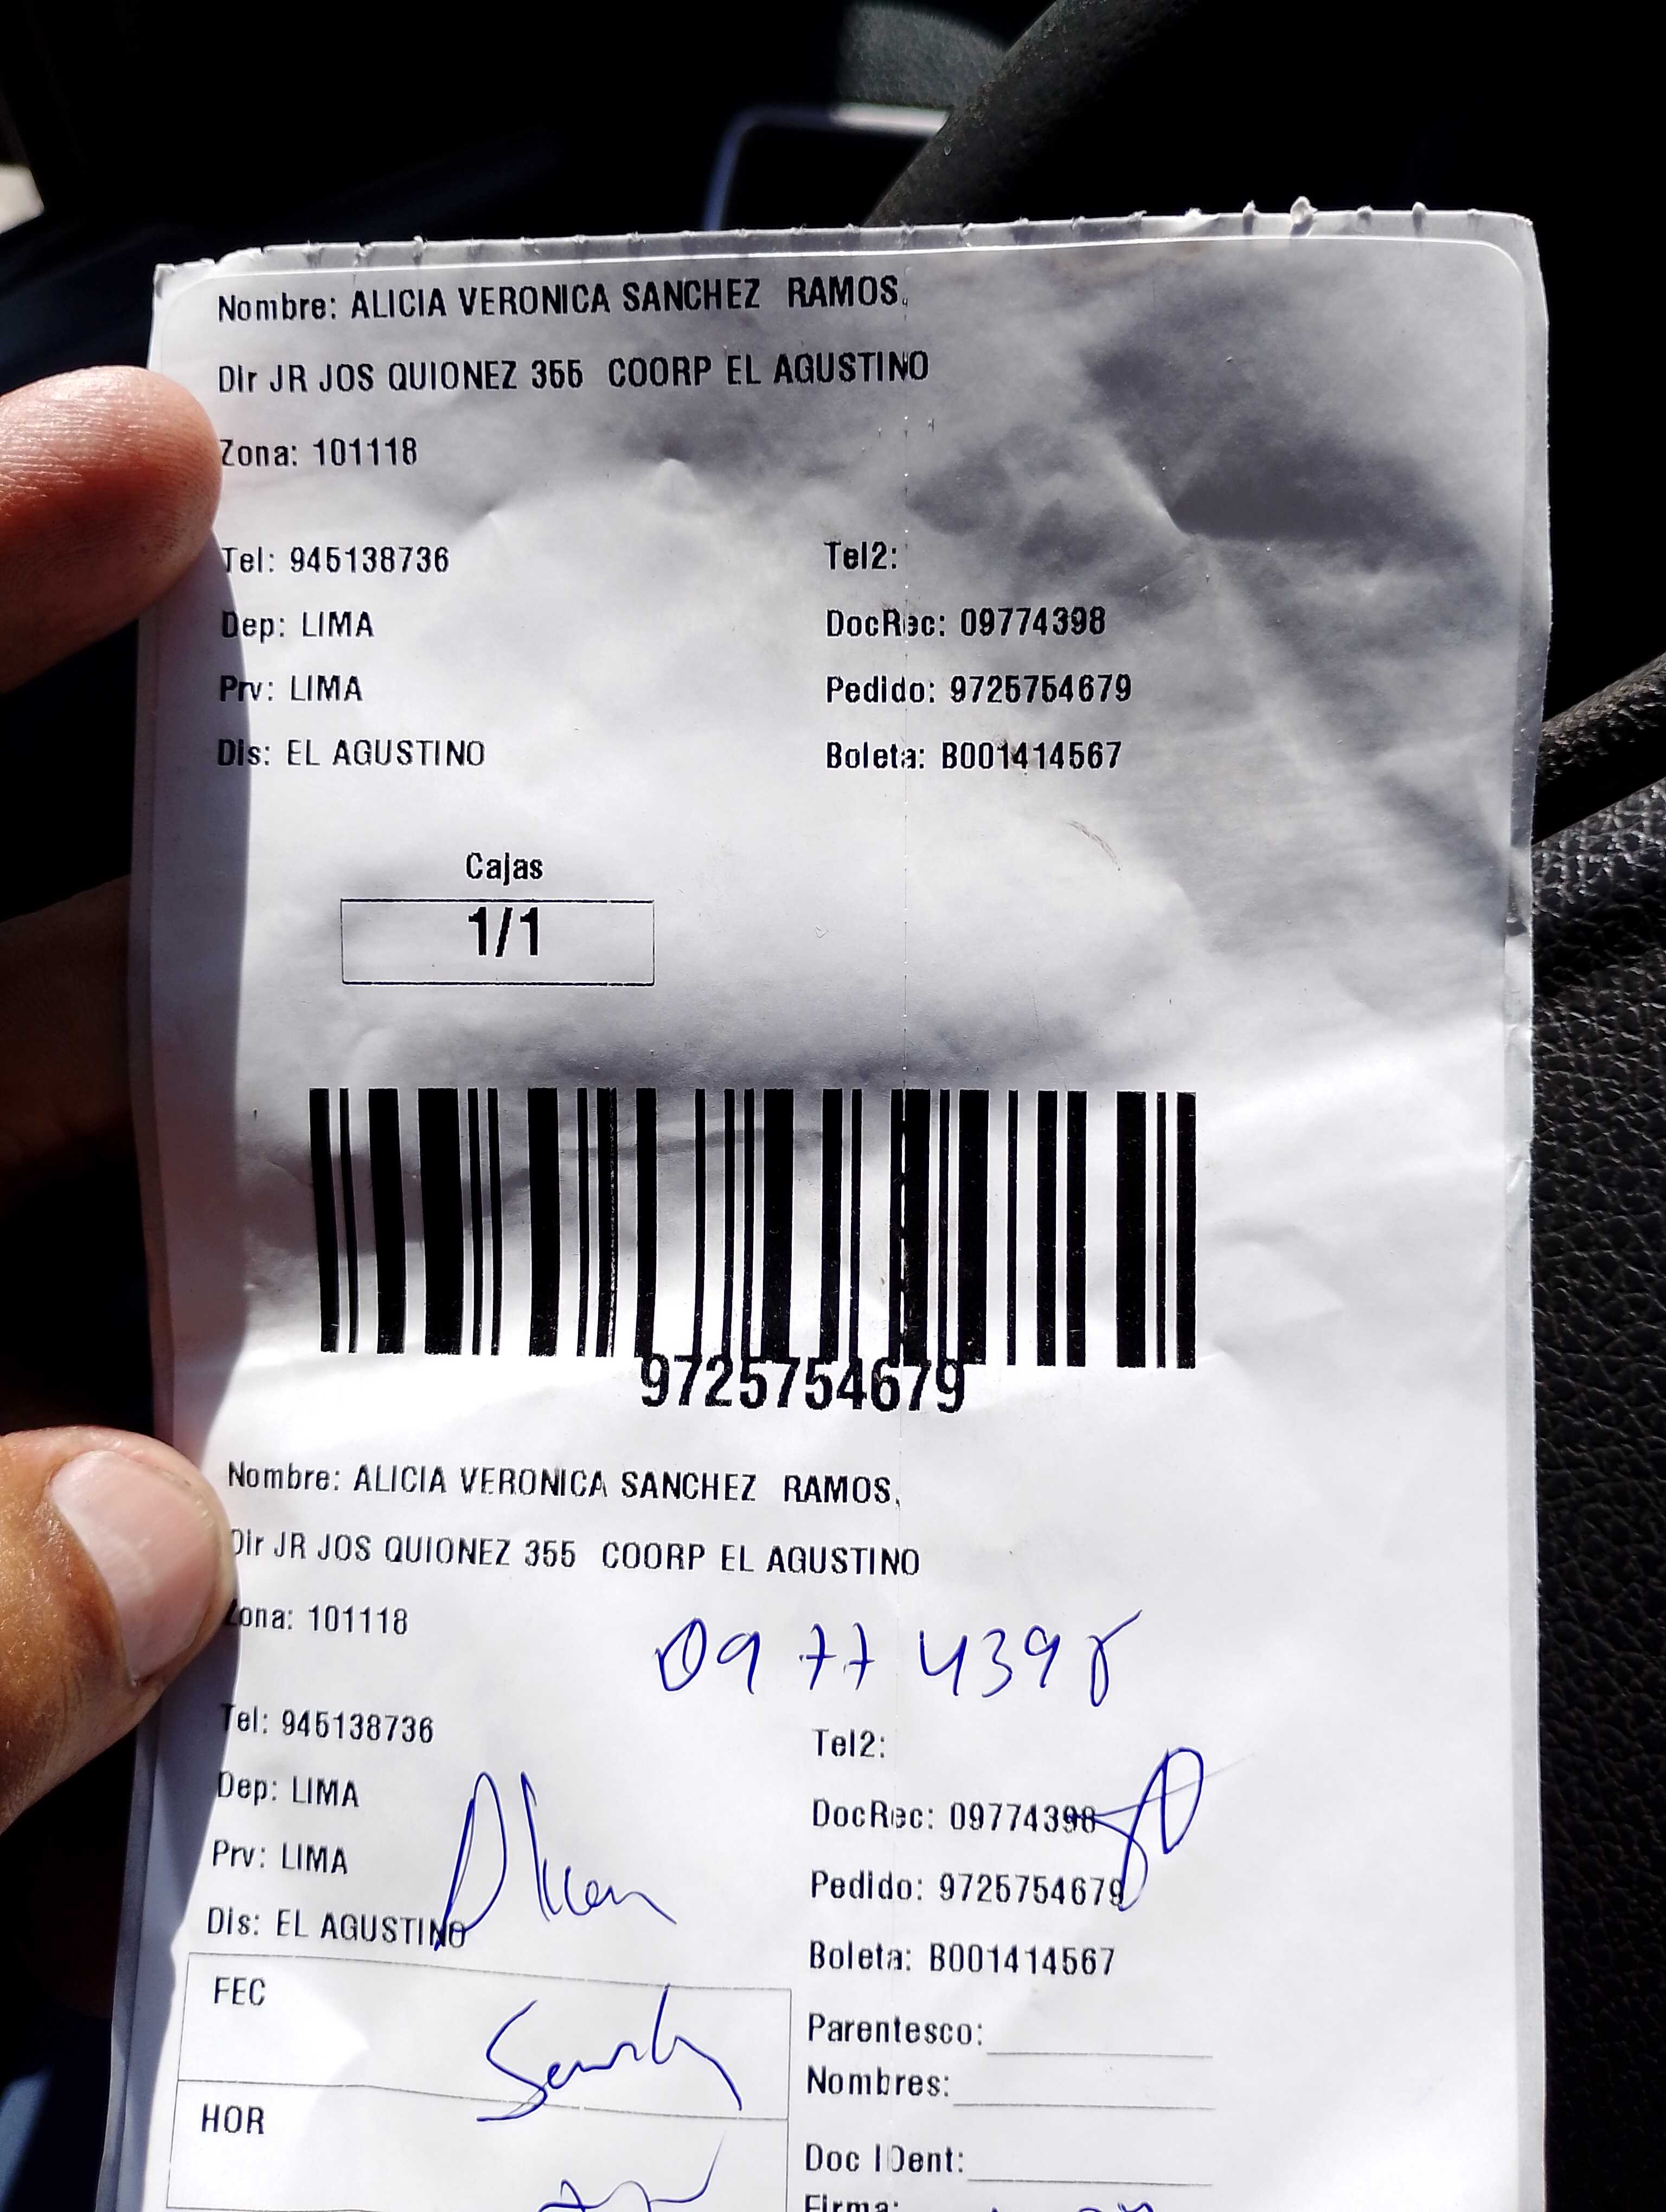 Nombre: ALICIA VERONICA SANCHEZ RAMOS.
Dir JR JOS QUIONEZ 355 COORP EL AGUSTINO
Zona: 101118
Tel: 945138736 Tel2:
Dep: LIMA DocRec: 09774398
Prv: LIMA Pedido: 9725754679
Dis: EL AGUSTINO Boleta: B001414567
Cajas
1/1
9725754679
Nombre: ALICIA VERONICA SANCHEZ RAMOS.
Dir JR JOS QUIONEZ 355 COORP EL AGUSTINO
Zona: 101118
09774398
Tel: 945138736 Tel2:
Dep: LIMA DocRec: 09774398
Prv: LIMA Pedido: 9725754679
Dis: EL AGUSTINO Boleta: B001414567
FEC Parentesco:
Nombres:
HOR
Doc IDent:
Firma: